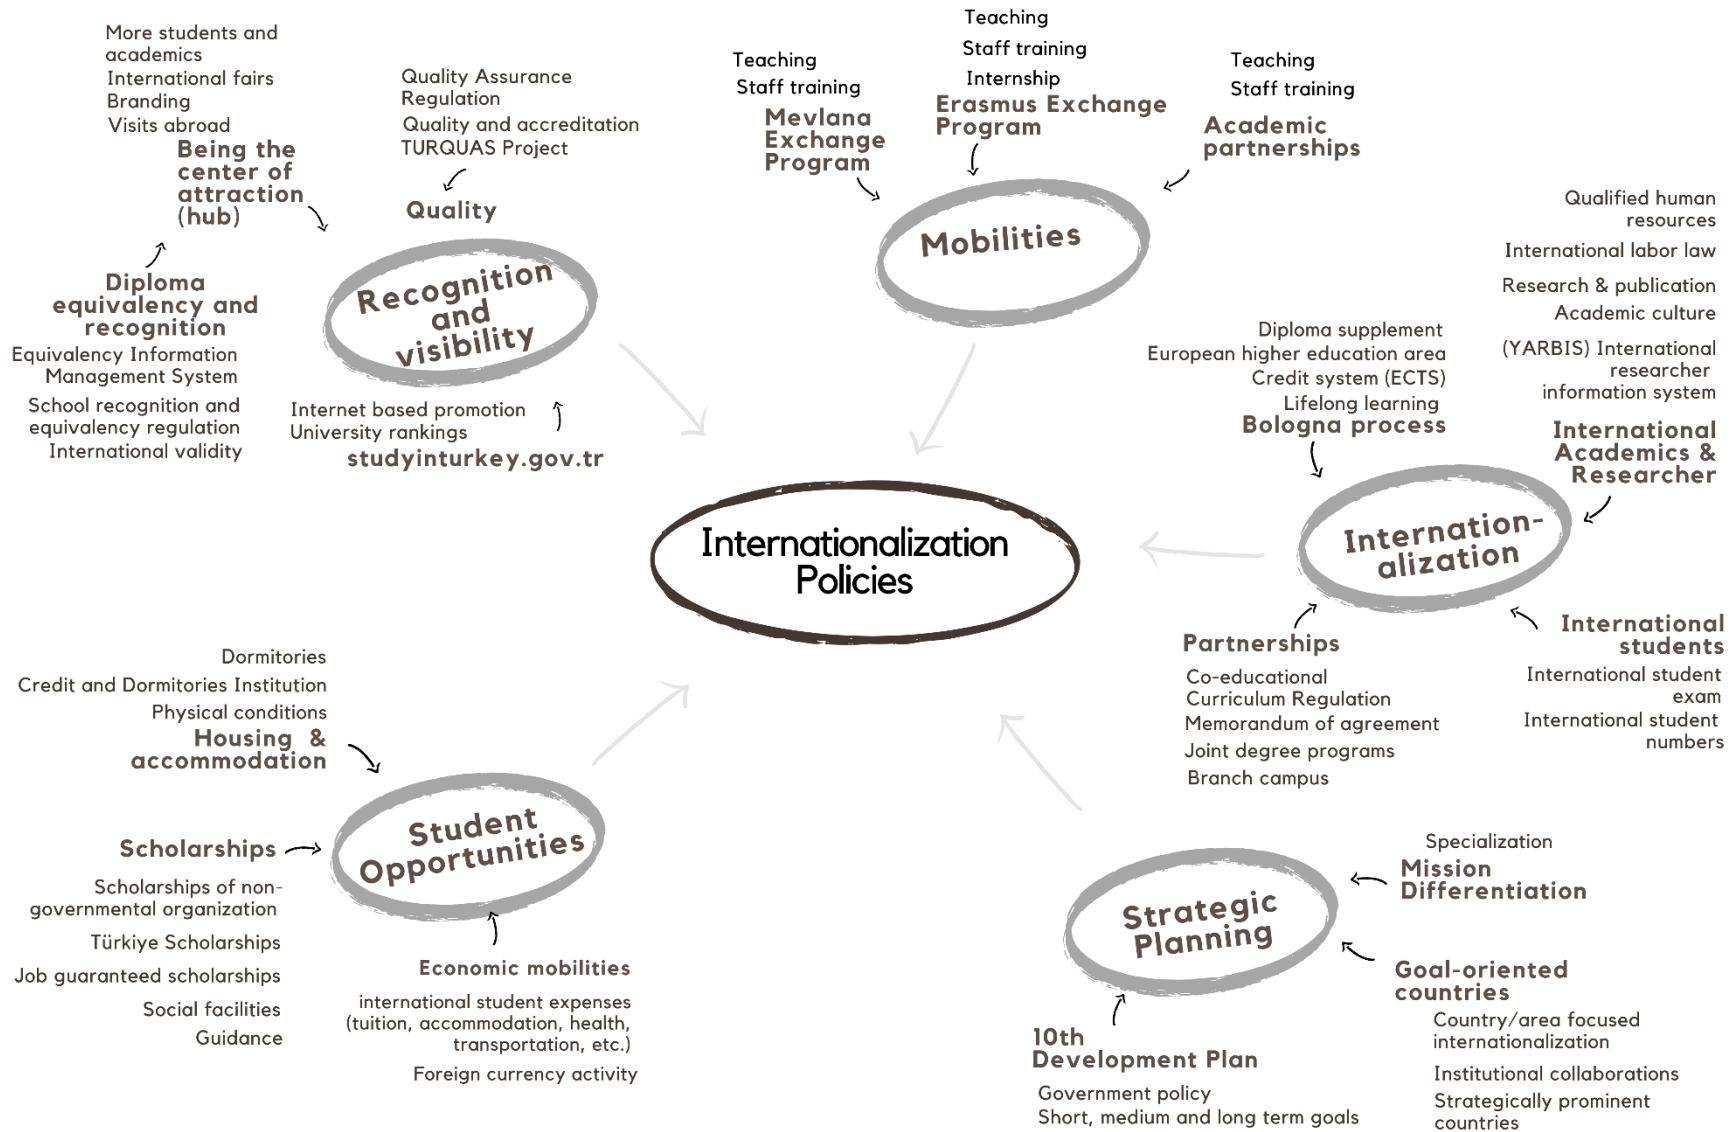 More students and
academics
International fairs
Branding
Visits abroad
Being the
center of
attraction
(hub)
Quality Assurance
Regulation
Quality and accreditation
TURQUAS Project
Quality
Diploma
equivalency and
recognition
Equivalency Information
Management System
School recognition and
equivalency regulation
International validity
Recognition
and
visibility
Internet based promotion
University rankings
studyinturkey.gov.tr
Teaching
Staff training
Mevlana
Exchange
Program
Teaching
Staff training
Internship
Erasmus Exchange
Program
Teaching
Staff training
Academic
partnerships
Mobilities
Qualified human
resources
International labor law
Research & publication
Academic culture
(YARBIS) International
researcher
information system
International
Academics &
Researcher
Diploma supplement
European higher education area
Credit system (ECTS)
Lifelong learning
Bologna process
Internation-
alization
Partnerships
Co-educational
Curriculum Regulation
Memorandum of agreement
Joint degree programs
Branch campus
International
students
International student
exam
International student
numbers
Internationalization
Policies
Dormitories
Credit and Dormitories Institution
Physical conditions
Housing &
accommodation
Student
Opportunities
Scholarships
Scholarships of non-
governmental organization
Türkiye Scholarships
Job guaranteed scholarships
Social facilities
Guidance
Economic mobilities
international student expenses
(tuition, accommodation, health,
transportation, etc.)
Foreign currency activity
Specialization
Mission
Differentiation
Strategic
Planning
Goal-oriented
countries
Country/area focused
internationalization
Institutional collaborations
Strategically prominent
countries
10th
Development Plan
Government policy
Short, medium and long term goals